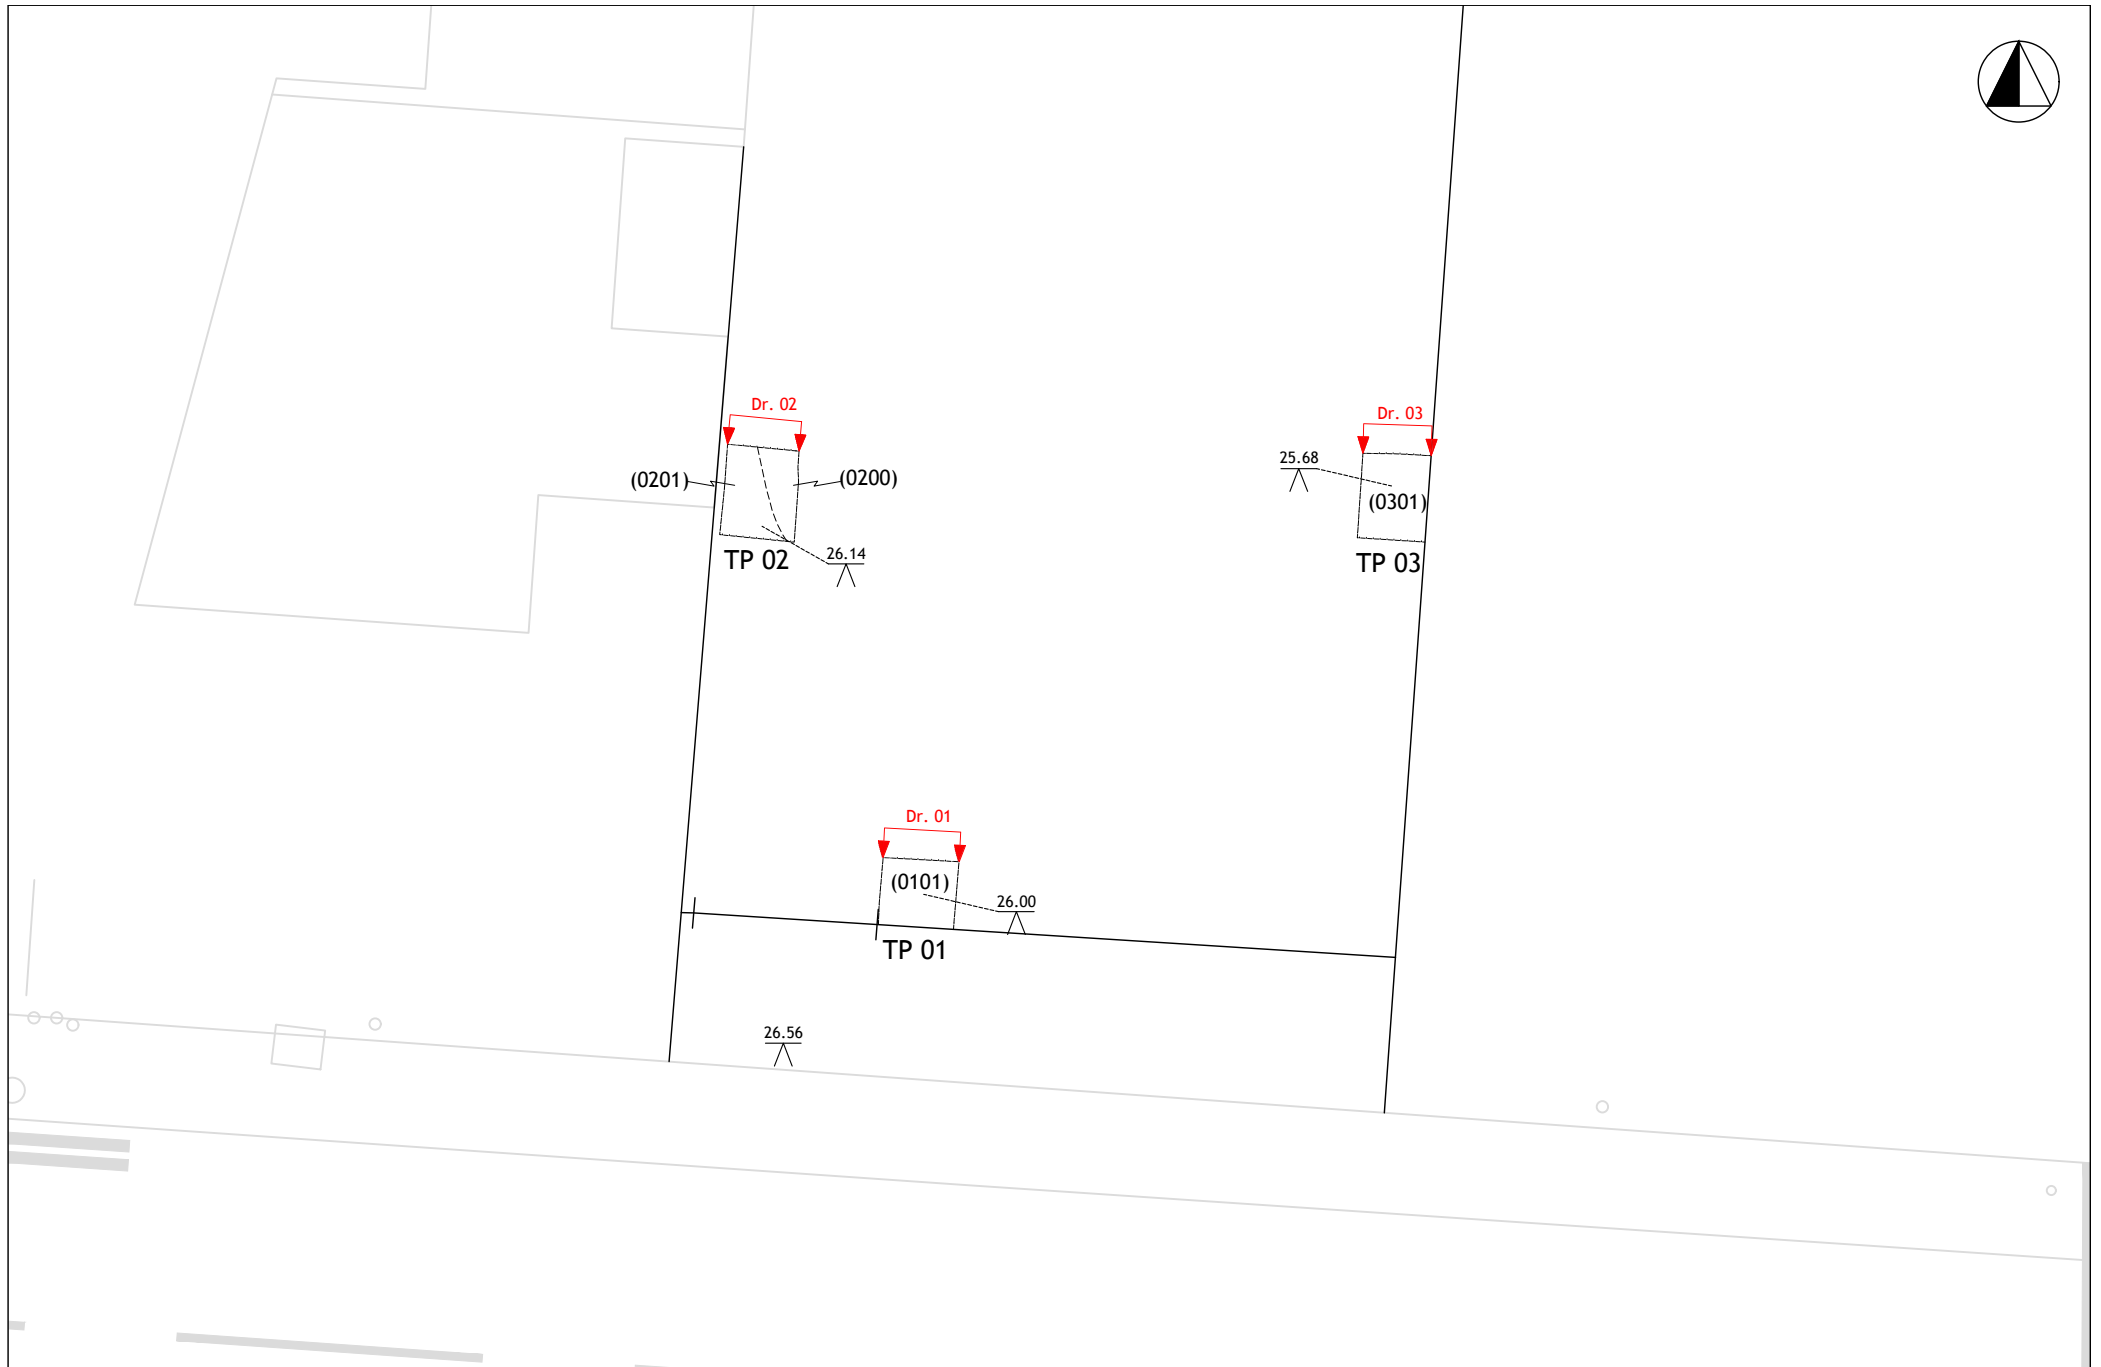 Dr. 02
Dr. 03
25.68
(0201)
(0200)
(0301)
26.14
TP 02
TP 03
Dr. 01
(0101)
26.00
TP 01
26.56